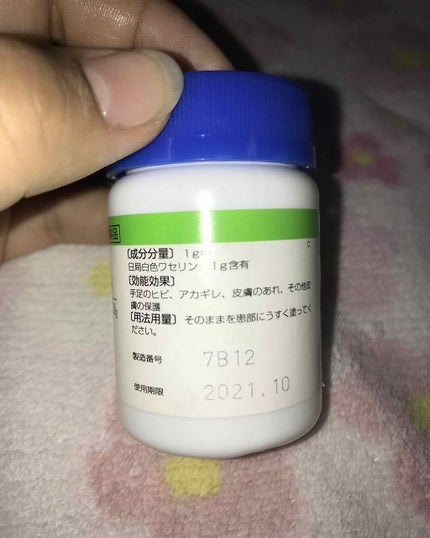 品
〔成分分量〕 1g中
日局白色ワセリン 1g含有
〔効能効果〕
手足のヒビ、アカギレ、皮膚のあれ、その他皮
膚の保護
〔用法用量〕 そのままを患部にうすく塗ってく
ださい。
製造番号 7B12
使用期限 2021.10